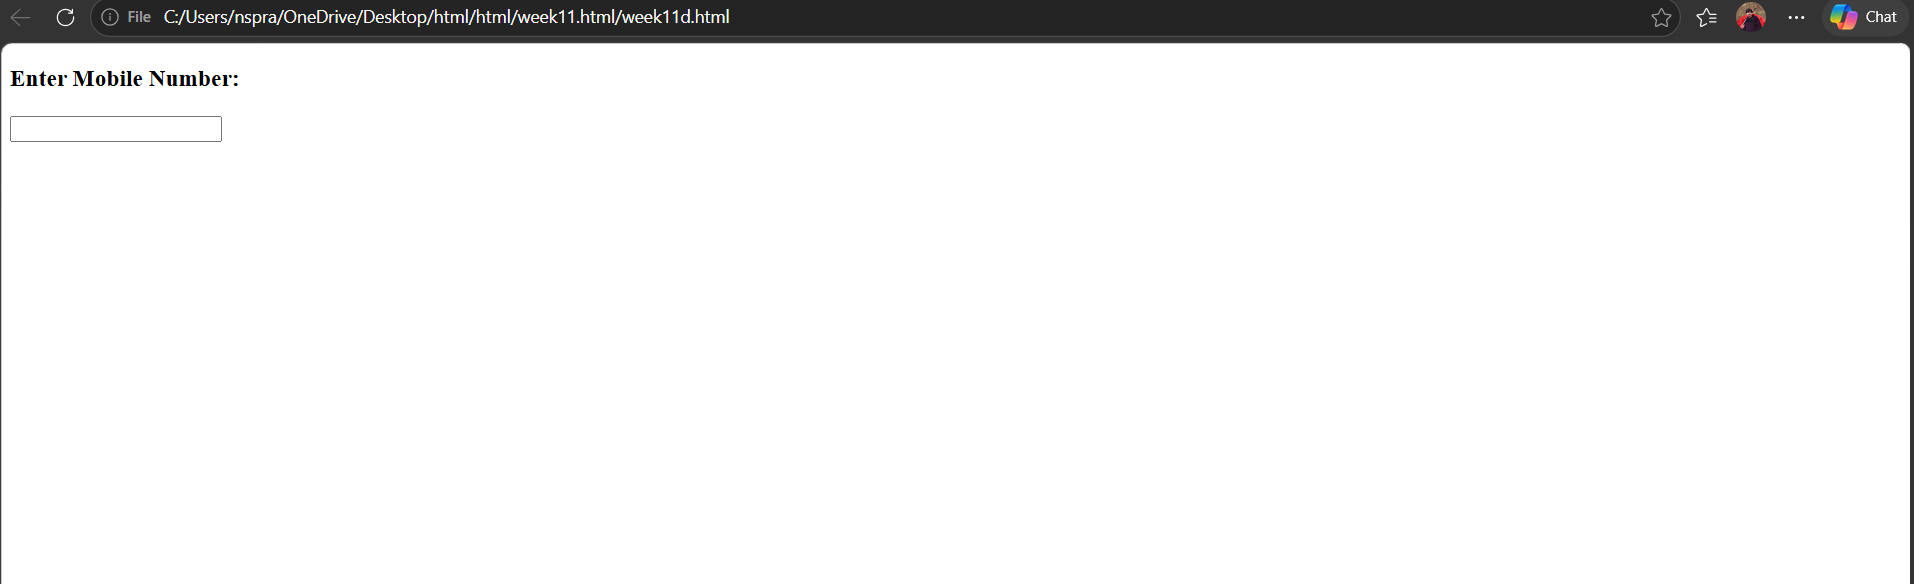 File C:/Users/nspra/OneDrive/Desktop/html/html/week11.html/week11d.html
Chat
Enter Mobile Number: